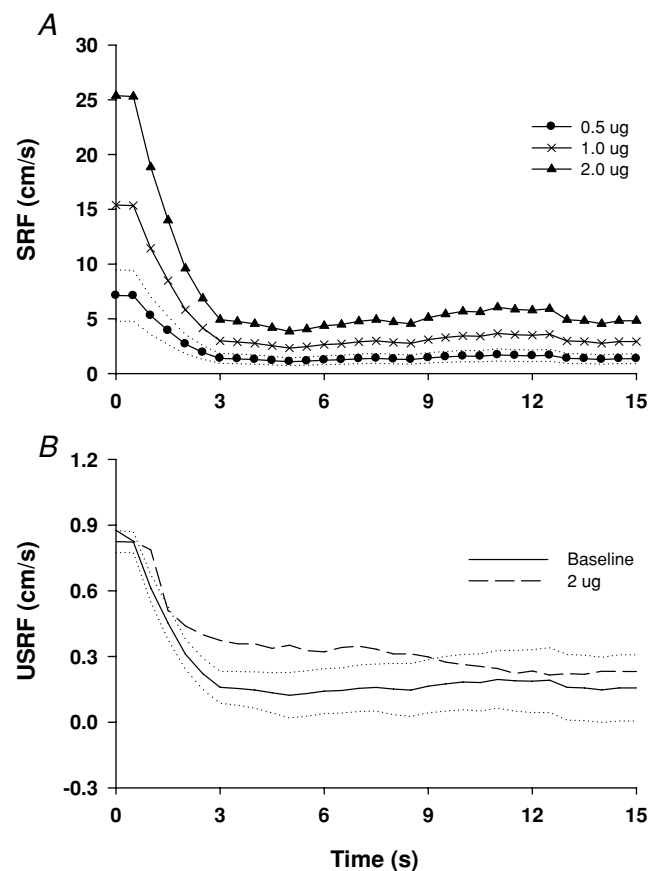 A
SRF (cm/s)
30
25
20
15
10
5
0
0.5 ug
1.0 ug
2.0 ug
0 3 6 9 12 15
B
USRF (cm/s)
1.2
0.9
0.6
0.3
0.0
-0.3
Baseline
2 ug
0 3 6 9 12 15
Time (s)